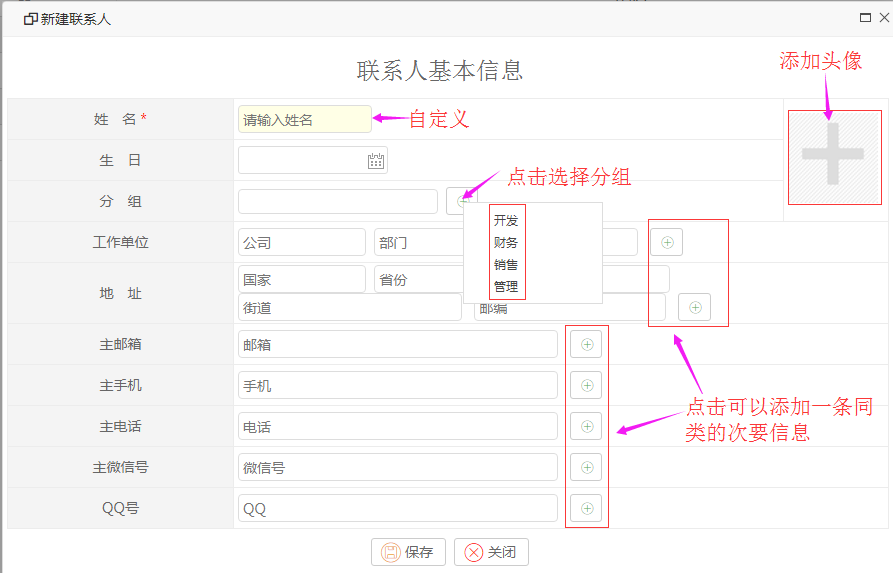 新建联系人
联系人基本信息
添加头像
姓 名 *
请输入姓名
自定义
生 日
点击选择分组
分 组
开发
财务
销售
管理
工作单位
公司
部门
地 址
国家
省份
街道
邮编
主邮箱
邮箱
主手机
手机
点击可以添加一条同
类的次要信息
主电话
电话
主微信号
微信号
QQ号
QQ
保存
关闭